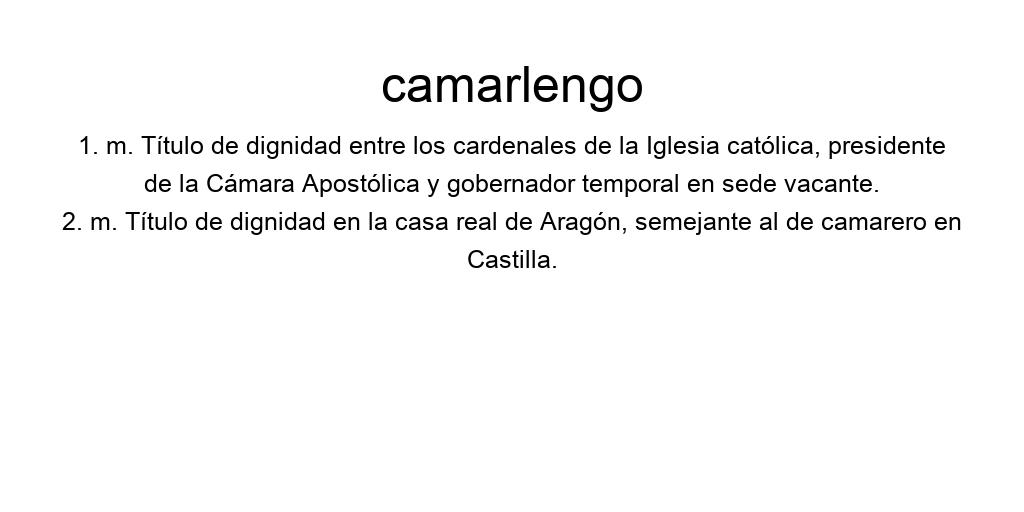 camarlengo
1. m. Título de dignidad entre los cardenales de la Iglesia católica, presidente
de la Cámara Apostólica y gobernador temporal en sede vacante.
2. m. Título de dignidad en la casa real de Aragón, semejante al de camarero en
Castilla.